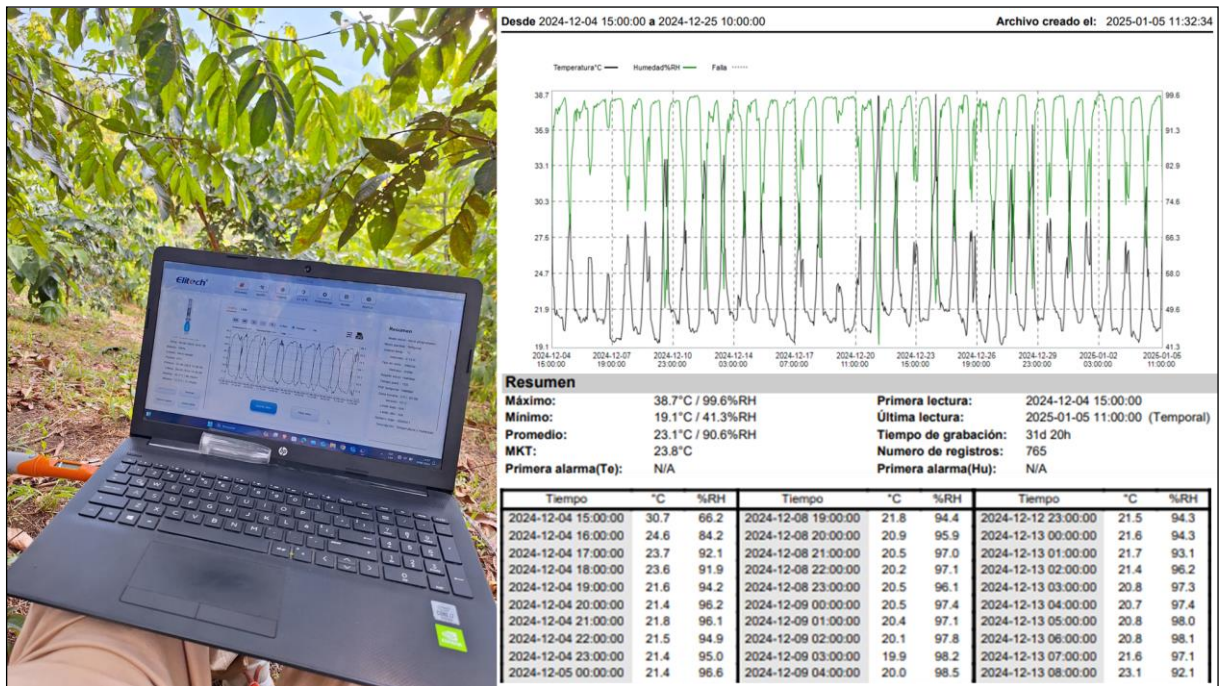 Elitech
Resumen
hp
Desde 2024-12-04 15:00:00 a 2024-12-25 10:00:00 Archivo creado el: 2025-01-05 11:32:34
Temperatura°C Humedad%RH Falla
38.7 99.6
36.9 91.3
33.1 82.9
30.3 74.6
27.5 66.3
24.7 58.0
21.9 49.6
19.1 41.3
2024-12-04 2024-12-07 2024-12-10 2024-12-14 2024-12-17 2024-12-20 2024-12-23 2024-12-26 2024-12-29 2025-01-02 2025-01-05
15:00:00 19:00:00 23:00:00 03:00:00 07:00:00 11:00:00 15:00:00 19:00:00 23:00:00 03:00:00 11:00:00
Resumen
Máximo: 38.7°C / 99.6%RH Primera lectura: 2024-12-04 15:00:00
Mínimo: 19.1°C / 41.3%RH Última lectura: 2025-01-05 11:00:00 (Temporal)
Promedio: 23.1°C / 90.6%RH Tiempo de grabación: 31d 20h
MKT: 23.8°C Numero de registros: 765
Primera alarma(Te): N/A Primera alarma(Hu): N/A
Tiempo °C %RH Tiempo °C %RH Tiempo °C %RH
2024-12-04 15:00:00 30.7 66.2 2024-12-08 19:00:00 21.8 94.4 2024-12-12 23:00:00 21.5 94.3
2024-12-04 16:00:00 24.6 84.2 2024-12-08 20:00:00 20.9 95.9 2024-12-13 00:00:00 21.6 94.3
2024-12-04 17:00:00 23.7 92.1 2024-12-08 21:00:00 20.5 97.0 2024-12-13 01:00:00 21.7 93.1
2024-12-04 18:00:00 23.6 91.9 2024-12-08 22:00:00 20.2 97.1 2024-12-13 02:00:00 21.4 96.2
2024-12-04 19:00:00 21.6 94.2 2024-12-08 23:00:00 20.5 96.1 2024-12-13 03:00:00 20.8 97.3
2024-12-04 20:00:00 21.4 96.2 2024-12-09 00:00:00 20.5 97.4 2024-12-13 04:00:00 20.7 97.4
2024-12-04 21:00:00 21.8 96.1 2024-12-09 01:00:00 20.4 97.1 2024-12-13 05:00:00 20.8 98.0
2024-12-04 22:00:00 21.5 94.9 2024-12-09 02:00:00 20.1 97.8 2024-12-13 06:00:00 20.8 98.1
2024-12-04 23:00:00 21.4 95.0 2024-12-09 03:00:00 19.9 98.2 2024-12-13 07:00:00 21.6 97.1
2024-12-05 00:00:00 21.4 96.6 2024-12-09 04:00:00 20.0 98.5 2024-12-13 08:00:00 23.1 92.1